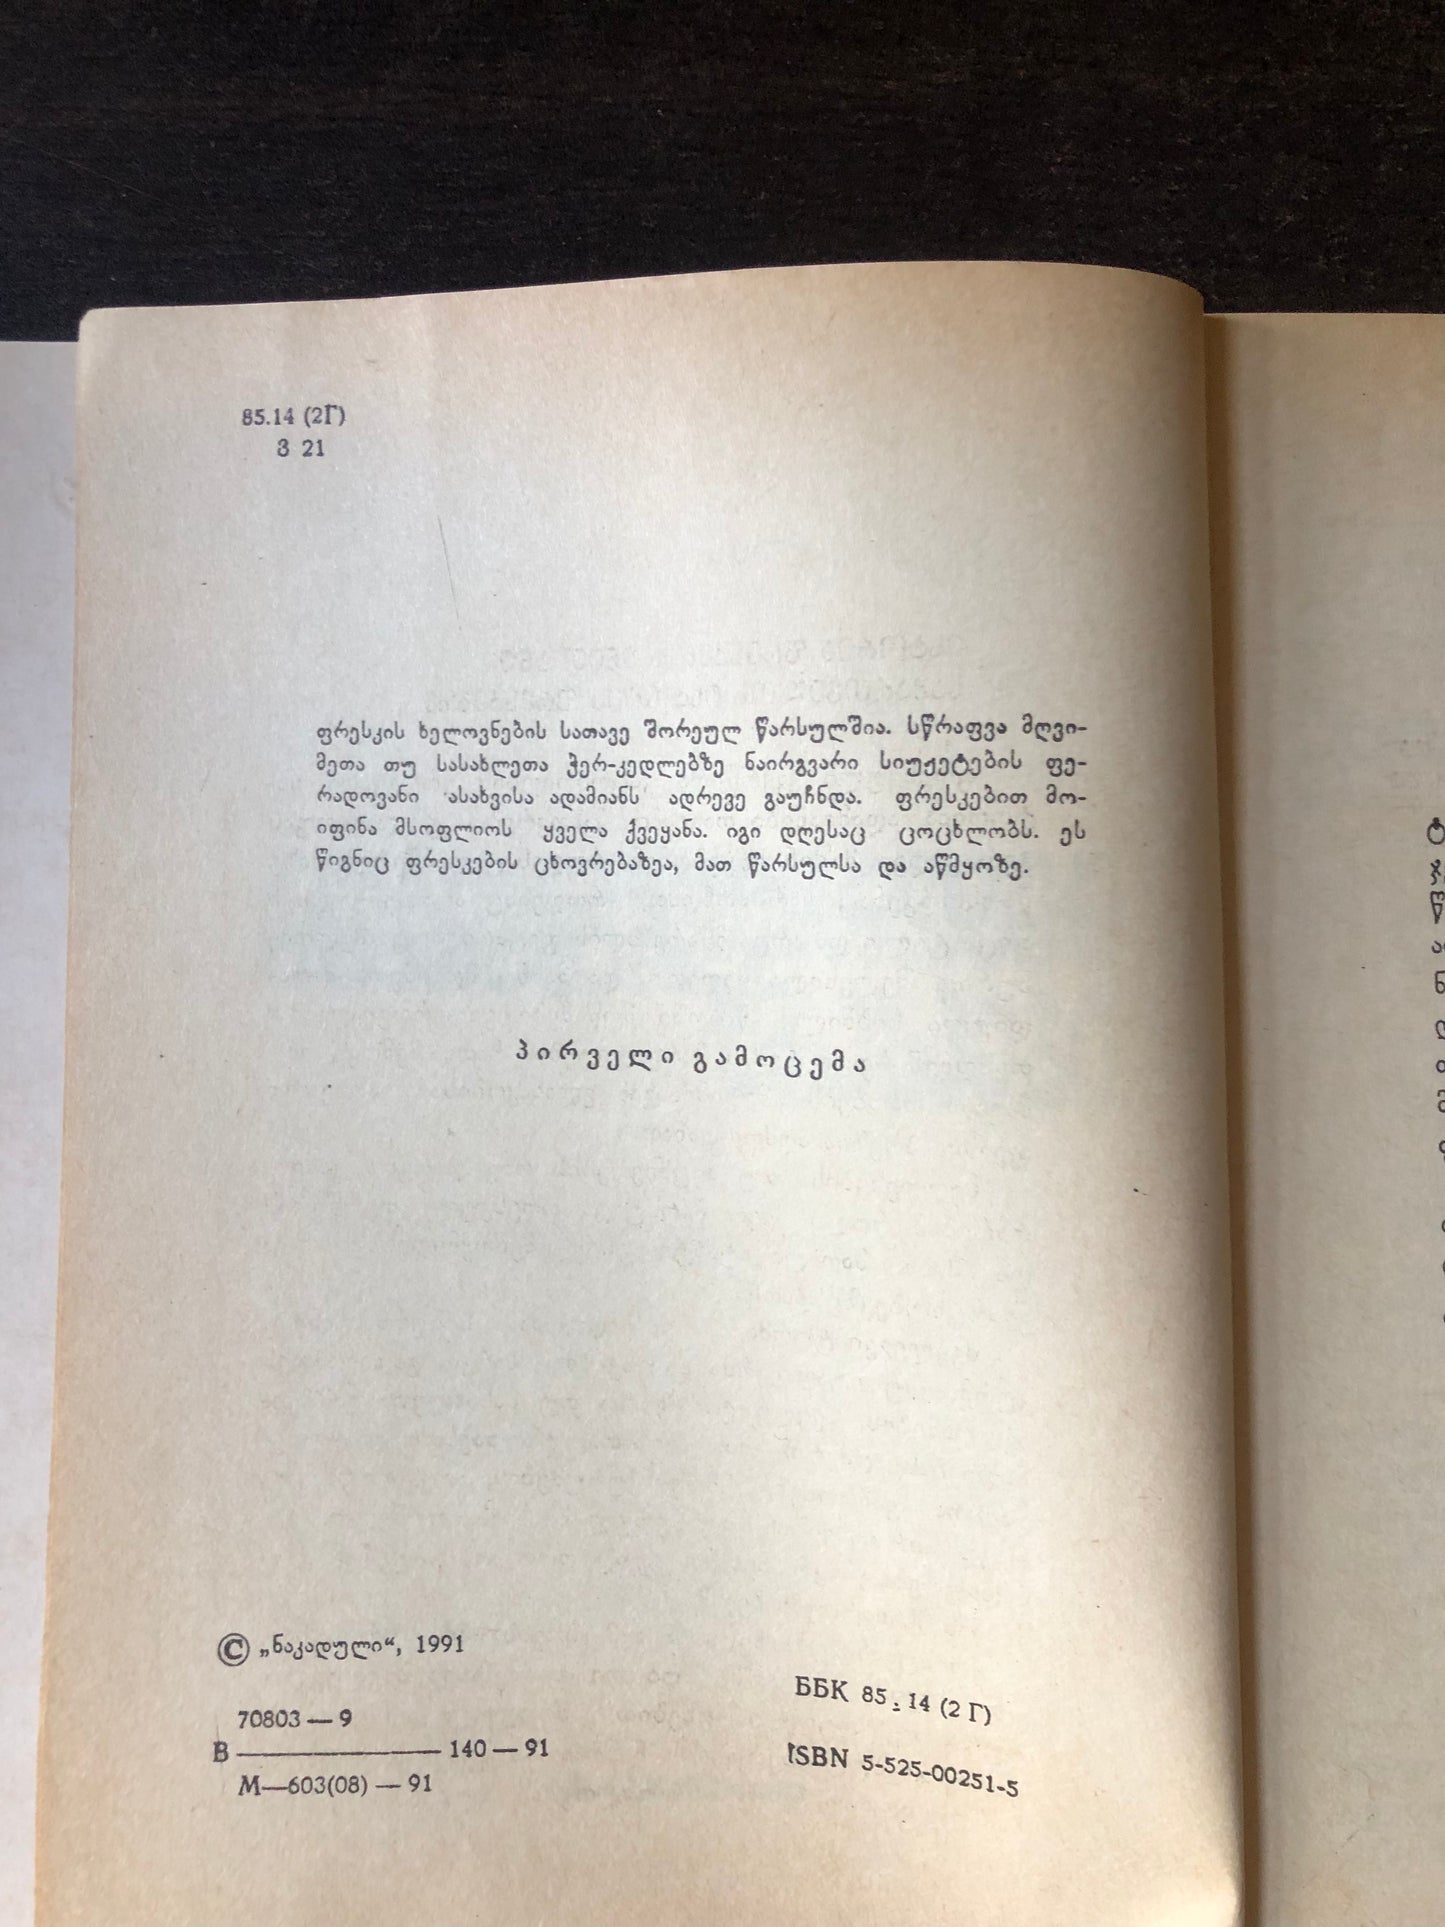 85.14 (2Г)
3 21
ფრესკის ხელოვნების სათავე შორეულ წარსულშია. სწრაფვა მღვი-
მეთა თუ სასახლეთა ჭერ-კედლებზე ნაირგვარი სიუჟეტების ფე-
რადოვანი ასახვისა ადამიანს ადრევე გაუჩნდა. ფრესკებით მო-
იფინა მსოფლიოს ყველა ქვეყანა. იგი დღესაც ცოცხლობს. ეს
წიგნიც ფრესკების ცხოვრებაზეა, მათ წარსულსა და აწმყოზე.
პირველი გამოცემა
© „ნაკადული“, 1991
70803 — 9
В ———— 140 — 91
М—603(08) — 91
ББК 85.14 (2 Г)
ISBN 5-525-00251-5